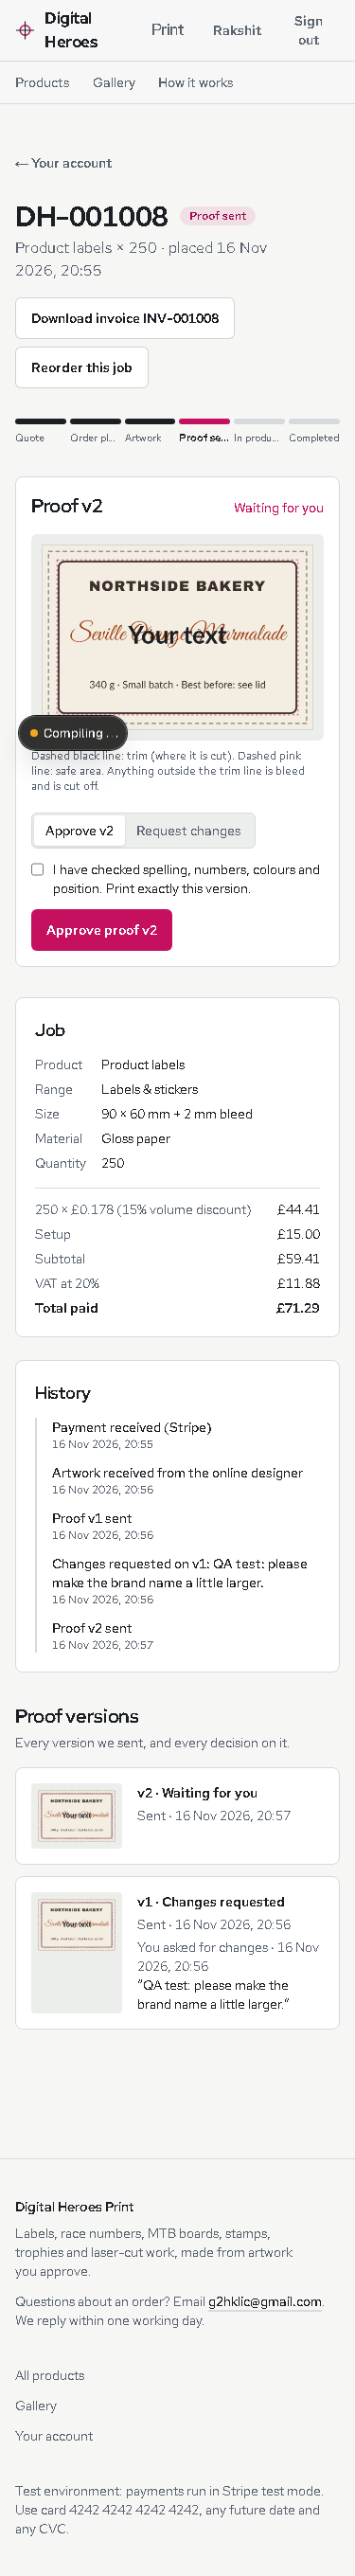 Digital
Heroes
Print
Rakshit
Sign
out
Products
Gallery
How it works
← Your account
DH-001008
Proof sent
Product labels × 250 · placed 16 Nov
2026, 20:55
Download invoice INV-001008
Reorder this job
Quote
Order pl...
Artwork
Proof se...
In produ...
Completed
Proof v2
Waiting for you
NORTHSIDE BAKERY
Seville Orange Marmalade
Your text
340 g · Small batch · Best before: see lid
Compiling ...
Dashed black line: trim (where it is cut). Dashed pink
line: safe area. Anything outside the trim line is bleed
and is cut off.
Approve v2
Request changes
I have checked spelling, numbers, colours and
position. Print exactly this version.
Approve proof v2
Job
Product Product labels
Range Labels & stickers
Size 90 × 60 mm + 2 mm bleed
Material Gloss paper
Quantity 250
250 × £0.178 (15% volume discount) £44.41
Setup £15.00
Subtotal £59.41
VAT at 20% £11.88
Total paid £71.29
History
Payment received (Stripe)
16 Nov 2026, 20:55
Artwork received from the online designer
16 Nov 2026, 20:56
Proof v1 sent
16 Nov 2026, 20:56
Changes requested on v1: QA test: please
make the brand name a little larger.
16 Nov 2026, 20:56
Proof v2 sent
16 Nov 2026, 20:57
Proof versions
Every version we sent, and every decision on it.
NORTHSIDE BAKERY
Your text
v2 · Waiting for you
Sent · 16 Nov 2026, 20:57
NORTHSIDE BAKERY
Your text
v1 · Changes requested
Sent · 16 Nov 2026, 20:56
You asked for changes · 16 Nov
2026, 20:56
"QA test: please make the
brand name a little larger."
Digital Heroes Print
Labels, race numbers, MTB boards, stamps,
trophies and laser-cut work, made from artwork
you approve.
Questions about an order? Email g2hklic@gmail.com.
We reply within one working day.
All products
Gallery
Your account
Test environment: payments run in Stripe test mode.
Use card 4242 4242 4242 4242, any future date and
any CVC.